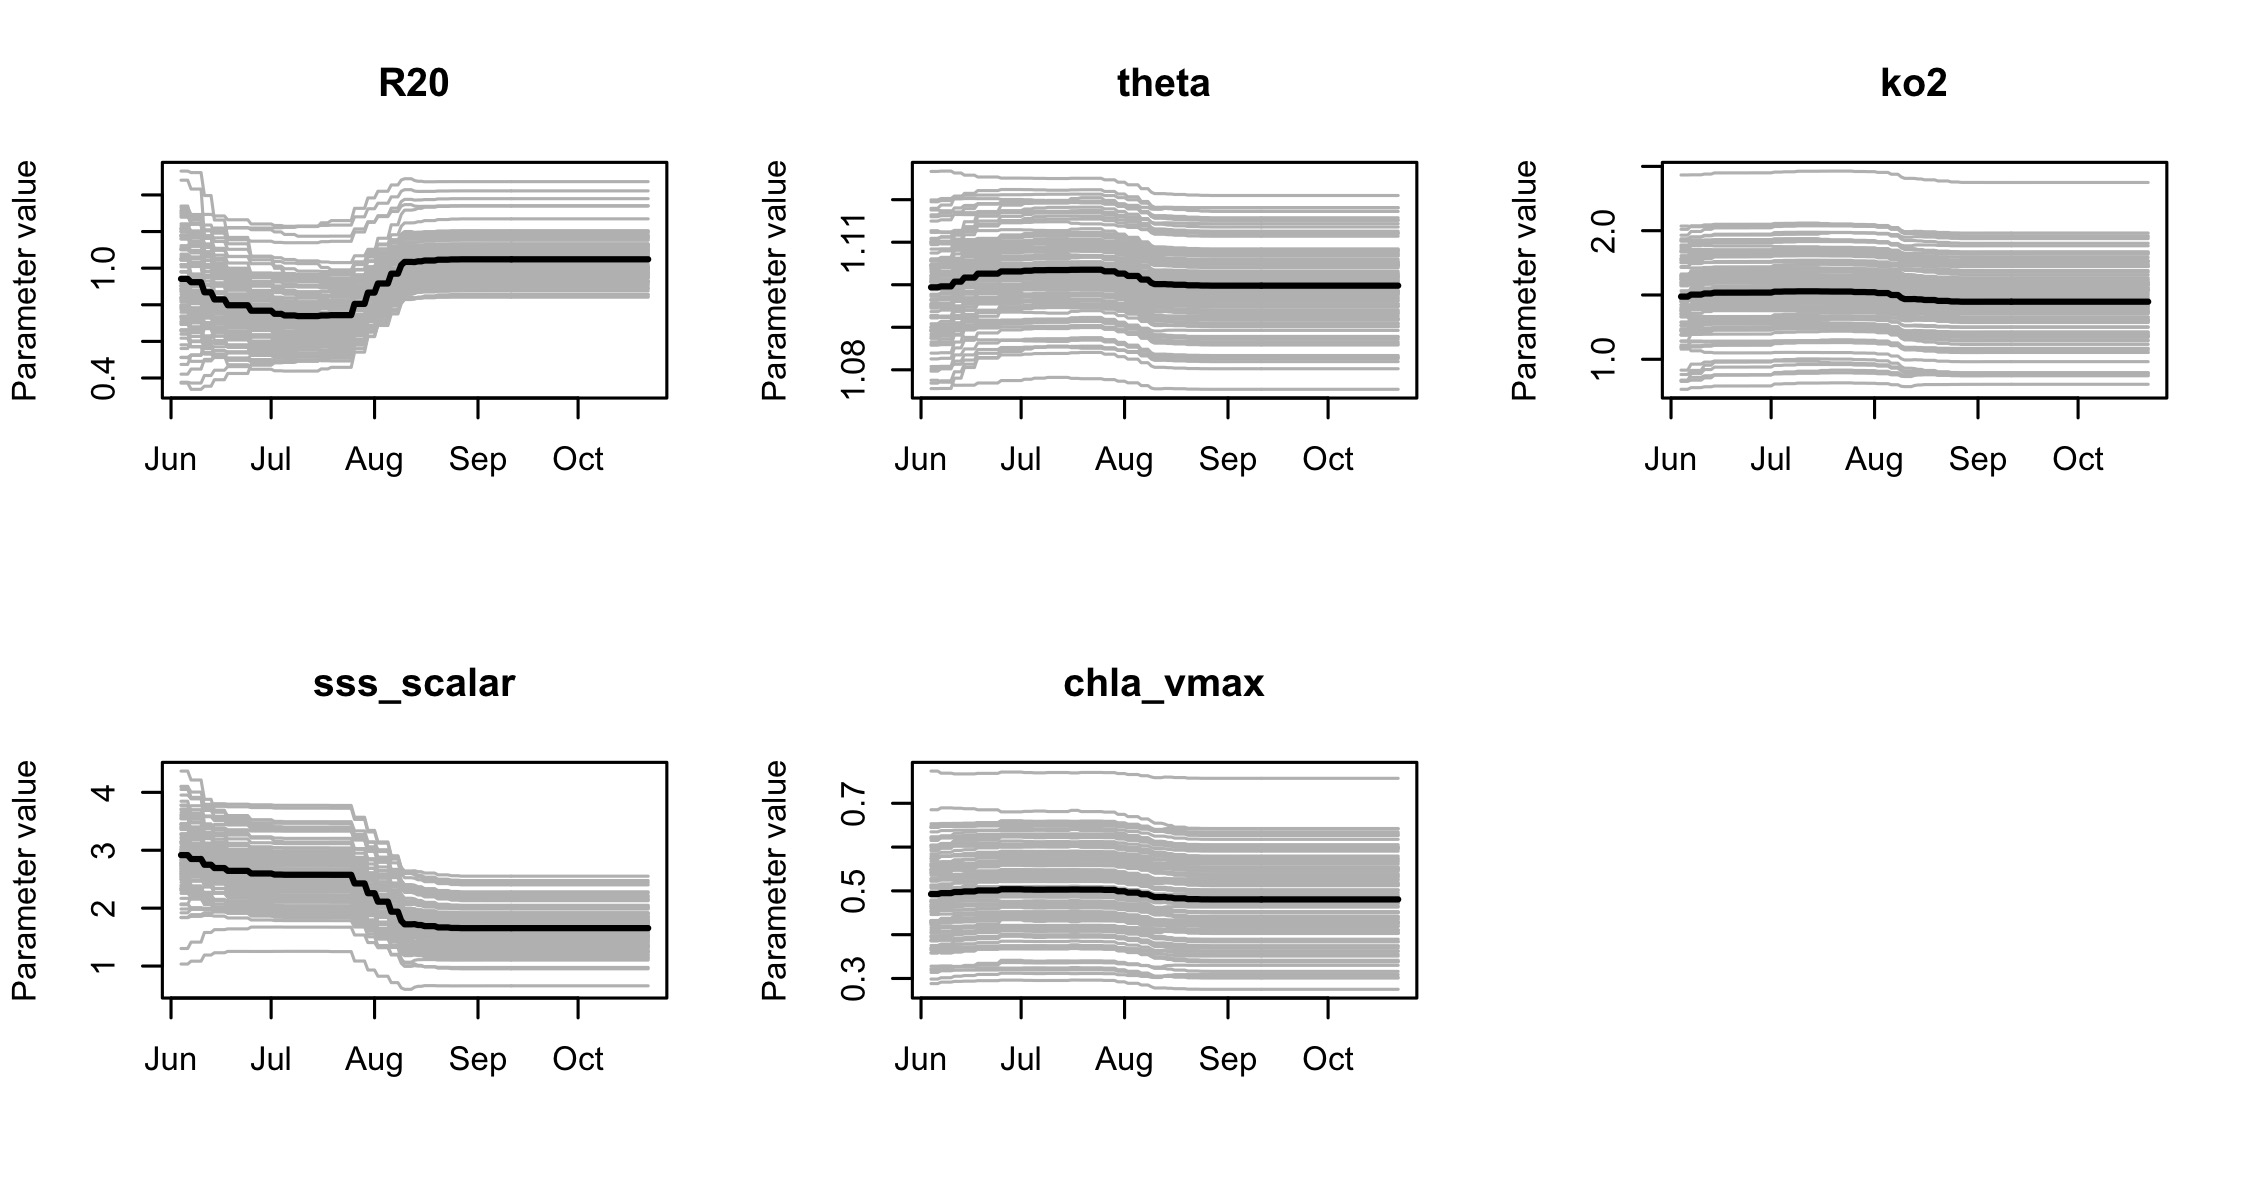 R20
Parameter value
0.4 1.0
Jun Jul Aug Sep Oct
theta
Parameter value
1.08 1.11
Jun Jul Aug Sep Oct
ko2
Parameter value
1.0 2.0
Jun Jul Aug Sep Oct
sss_scalar
Parameter value
1 2 3 4
Jun Jul Aug Sep Oct
chla_vmax
Parameter value
0.3 0.5 0.7
Jun Jul Aug Sep Oct